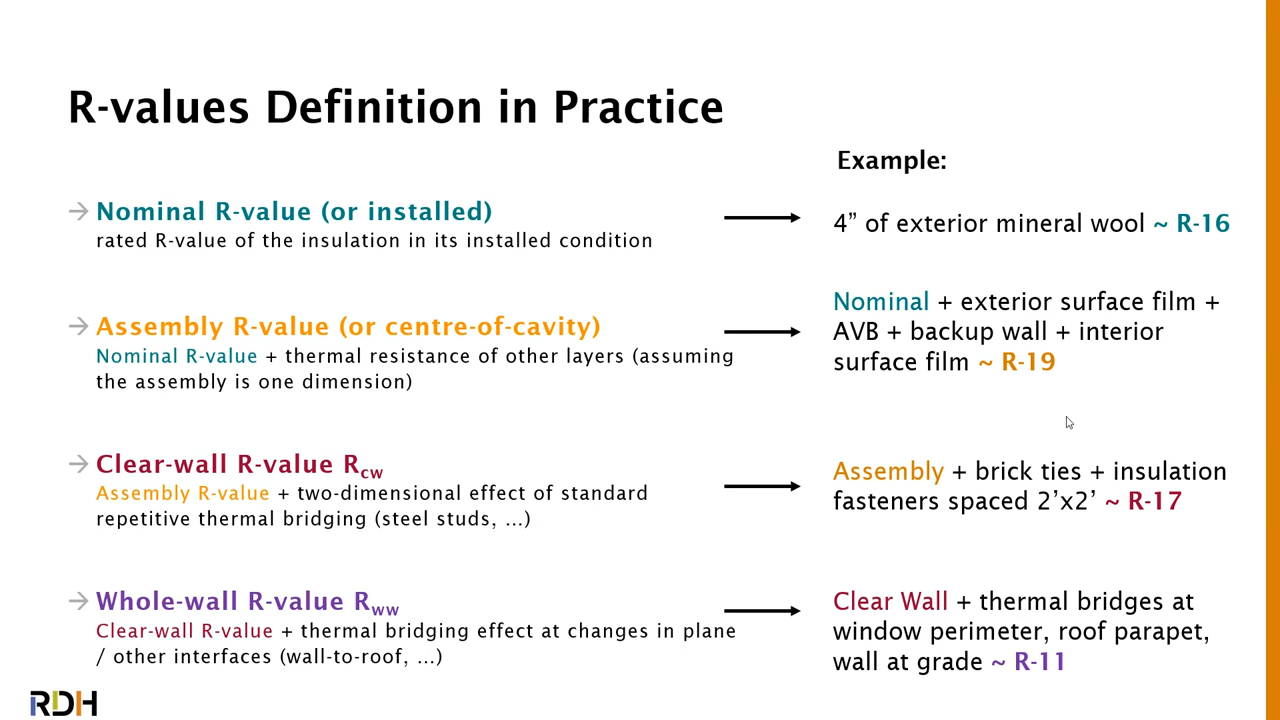 R-values Definition in Practice
Example:
→ Nominal R-value (or installed)
rated R-value of the insulation in its installed condition
4” of exterior mineral wool ~ R-16
→ Assembly R-value (or centre-of-cavity)
Nominal R-value + thermal resistance of other layers (assuming
the assembly is one dimension)
Nominal + exterior surface film +
AVB + backup wall + interior
surface film ~ R-19
→ Clear-wall R-value Rcw
Assembly R-value + two-dimensional effect of standard
repetitive thermal bridging (steel studs, ...)
Assembly + brick ties + insulation
fasteners spaced 2’x2’ ~ R-17
→ Whole-wall R-value Rww
Clear-wall R-value + thermal bridging effect at changes in plane
/ other interfaces (wall-to-roof, ...)
Clear Wall + thermal bridges at
window perimeter, roof parapet,
wall at grade ~ R-11
RDH